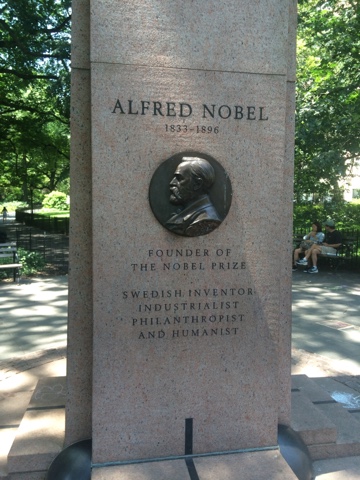 ALFRED NOBEL
1833–1896
FOUNDER OF
THE NOBEL PRIZE
SWEDISH INVENTOR
INDUSTRIALIST
PHILANTHROPIST
AND HUMANIST